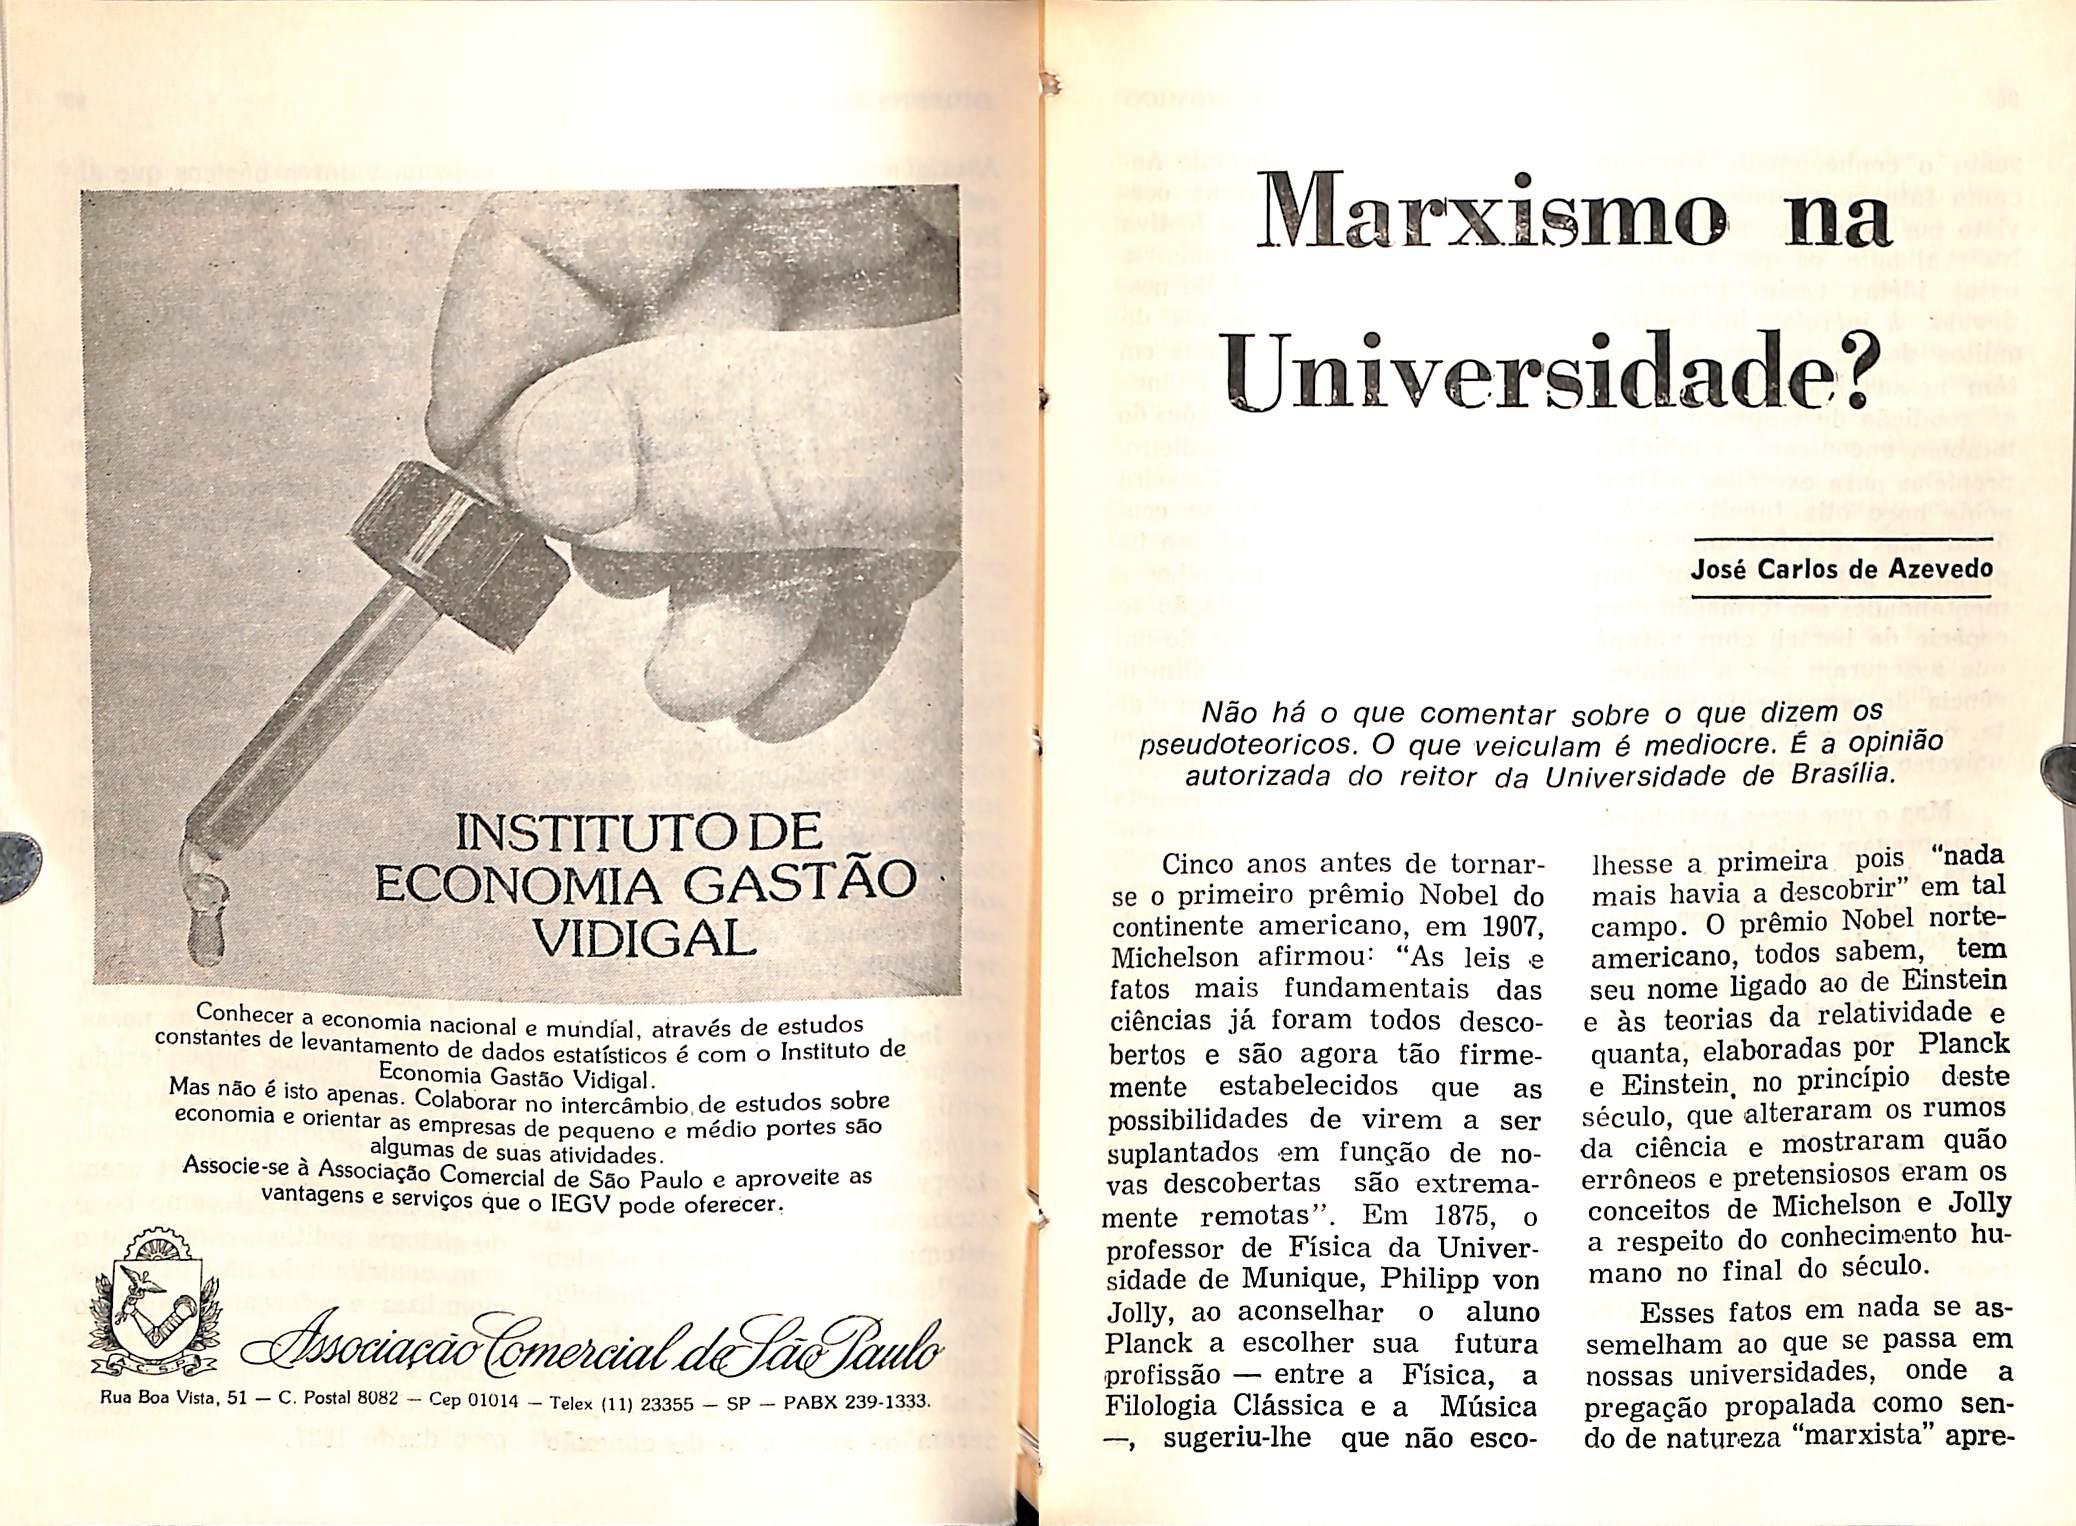 INSTITUTO DE
ECONOMIA GASTÃO
VIDIGAL
Conhecer a economia nacional e mundial, através de estudos
constantes de levantamento de dados estatísticos é com o Instituto de
Economia Gastão Vidigal.
Mas não é isto apenas. Colaborar no intercâmbio de estudos sobre
economia e orientar as empresas de pequeno e médio portes são
algumas de suas atividades.
Associe-se à Associação Comercial de São Paulo e aproveite as
vantagens e serviços que o IEGV pode oferecer.
A.C.S.P.
Associação Comercial de São Paulo
Rua Boa Vista, 51 — C. Postal 8082 — Cep 01014 — Telex (11) 23355 — SP — PABX 239-1333.
Marxismo na
Universidade?
José Carlos de Azevedo
Não há o que comentar sobre o que dizem os
pseudoteoricos. O que veiculam é mediocre. É a opinião
autorizada do reitor da Universidade de Brasília.
Cinco anos antes de tornar-
se o primeiro prêmio Nobel do
continente americano, em 1907,
Michelson afirmou: “As leis e
fatos mais fundamentais das
ciências já foram todos desco-
bertos e são agora tão firme-
mente estabelecidos que as
possibilidades de virem a ser
suplantados em função de no-
vas descobertas são extrema-
mente remotas”. Em 1875, o
professor de Física da Univer-
sidade de Munique, Philipp von
Jolly, ao aconselhar o aluno
Planck a escolher sua futura
profissão — entre a Física, a
Filologia Clássica e a Música
—, sugeriu-lhe que não esco-
lhesse a primeira pois “nada
mais havia a descobrir” em tal
campo. O prêmio Nobel norte-
americano, todos sabem, tem
seu nome ligado ao de Einstein
e às teorias da relatividade e
quanta, elaboradas por Planck
e Einstein, no princípio deste
século, que alteraram os rumos
da ciência e mostraram quão
errôneos e pretensiosos eram os
conceitos de Michelson e Jolly
a respeito do conhecimento hu-
mano no final do século.
Esses fatos em nada se as-
semelham ao que se passa em
nossas universidades, onde a
pregação propalada como sen-
do de natureza “marxista” apre-